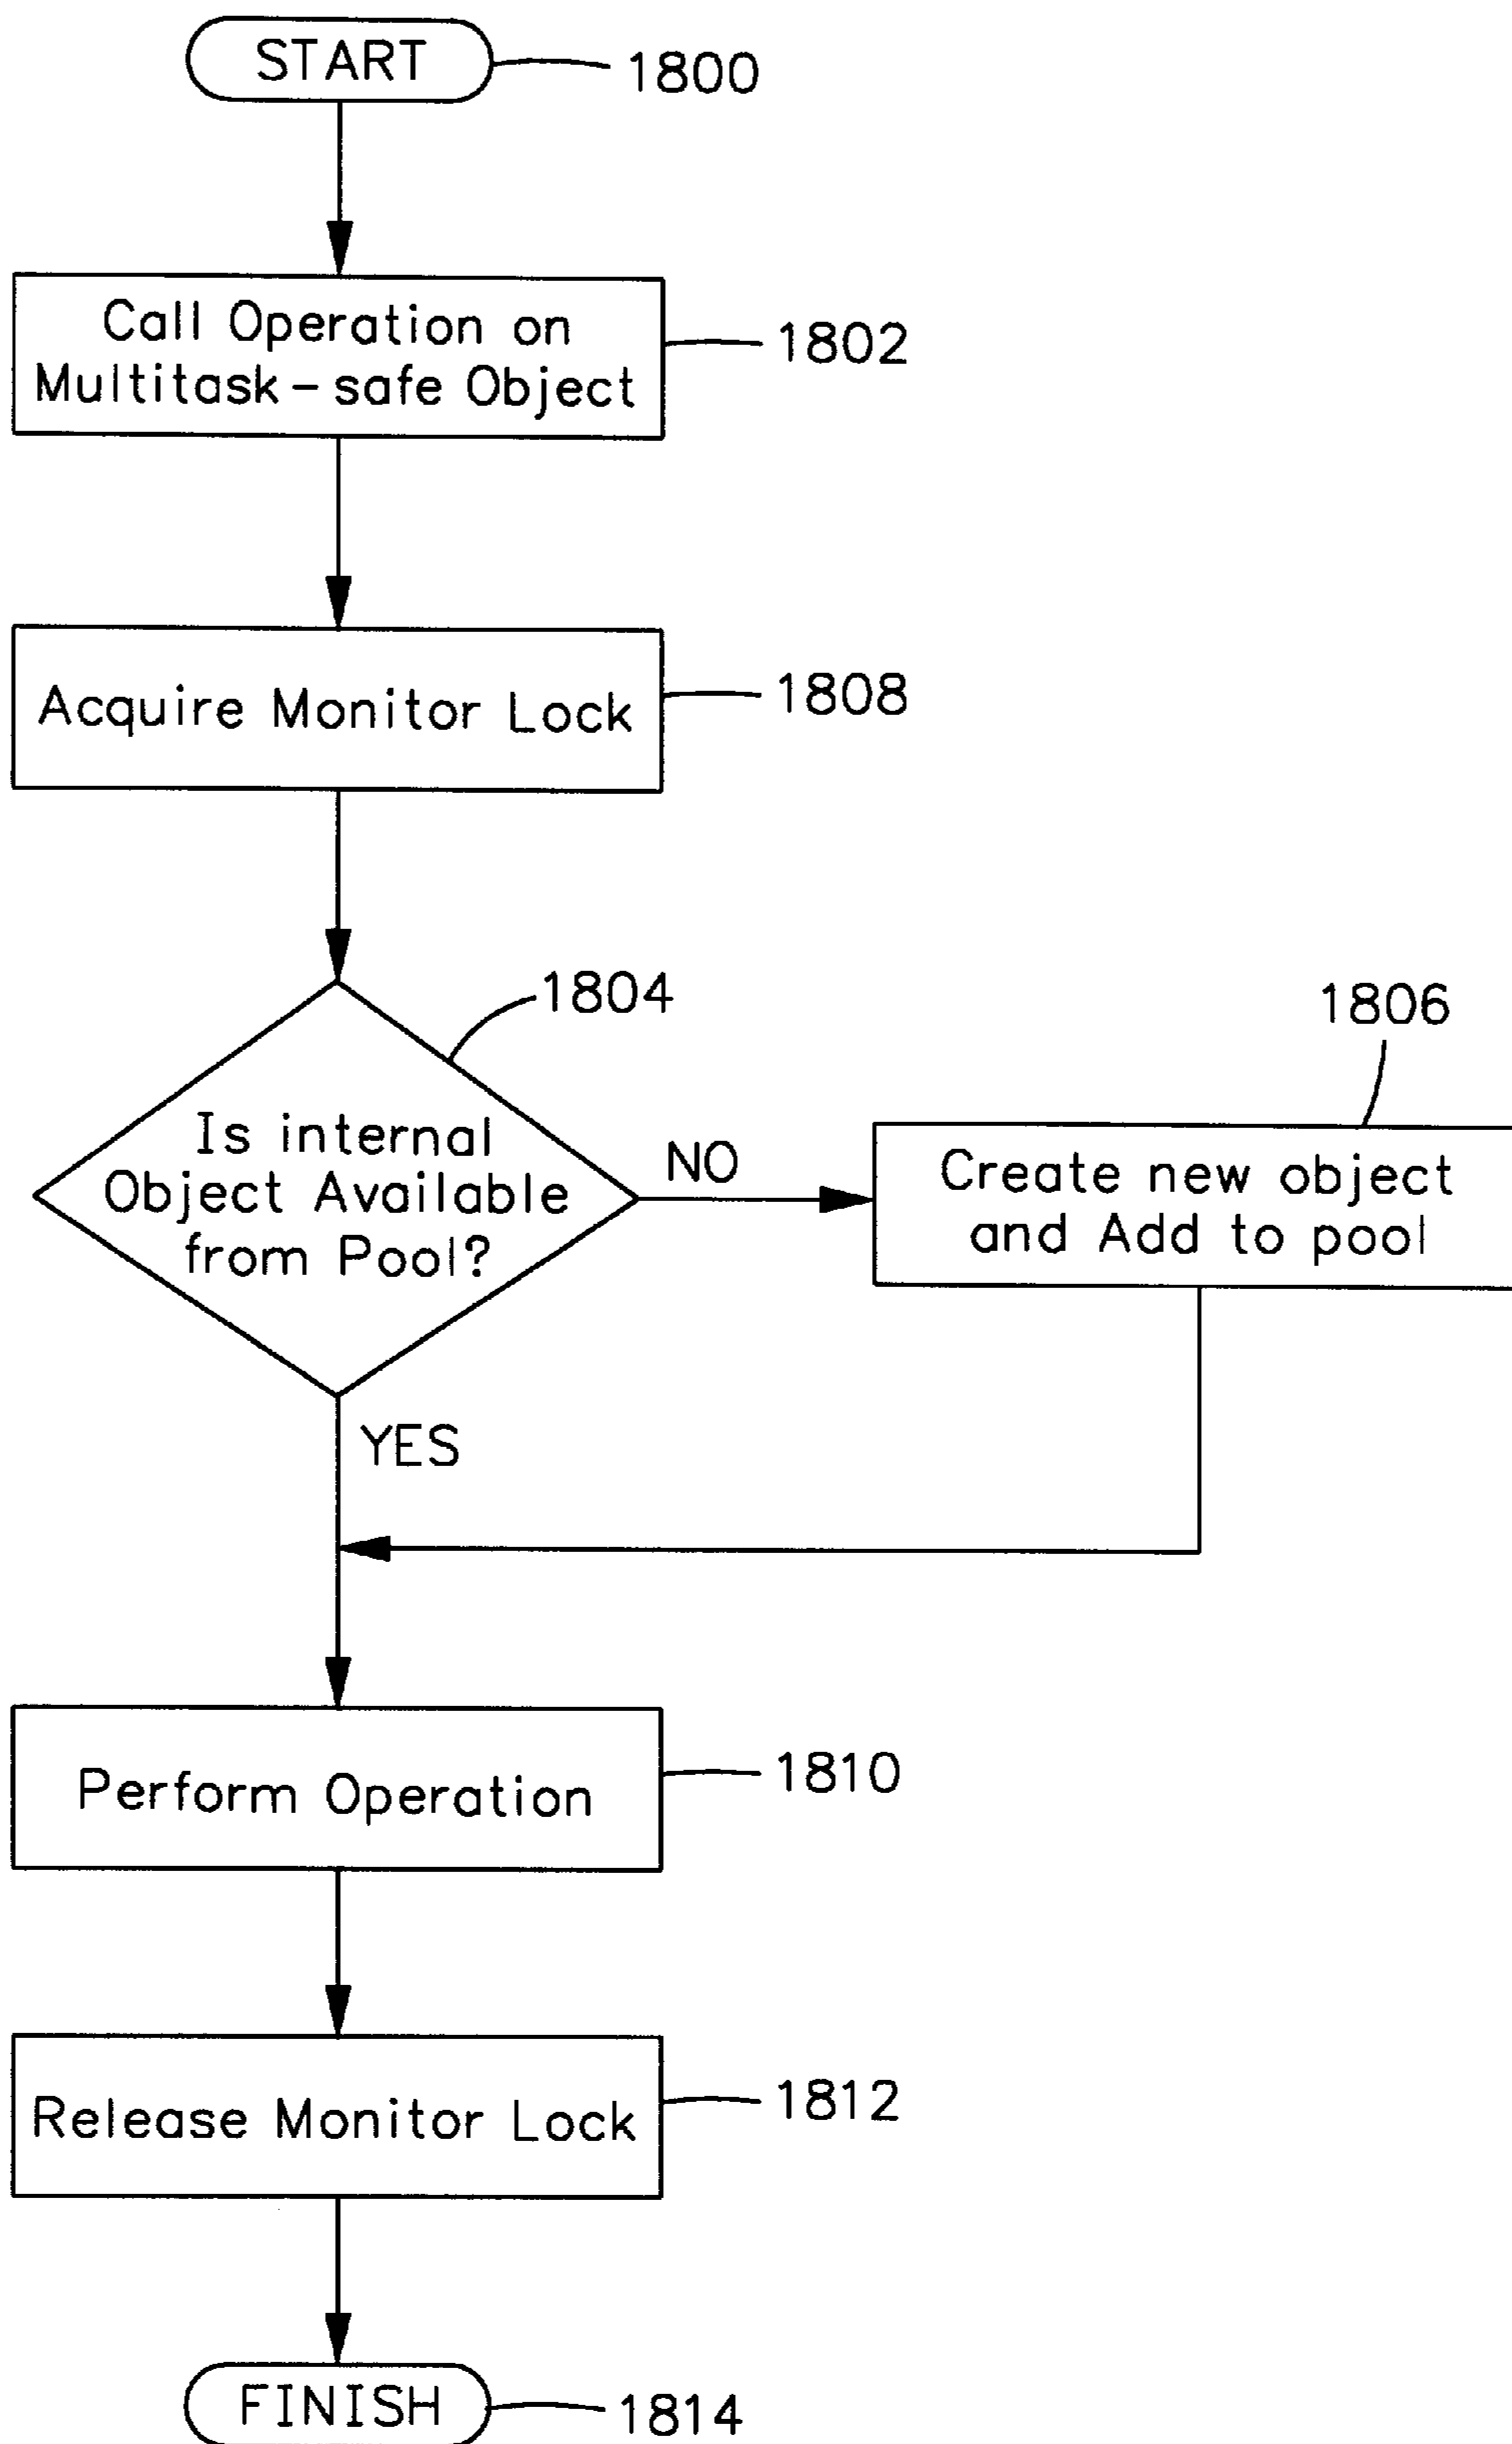 START
1800
Call Operation on
Multitask-safe Object
1802
Acquire Monitor Lock
1808
1804
Is internal
Object Available
from Pool?
NO
1806
Create new object
and Add to pool
YES
Perform Operation
1810
Release Monitor Lock
1812
FINISH
1814